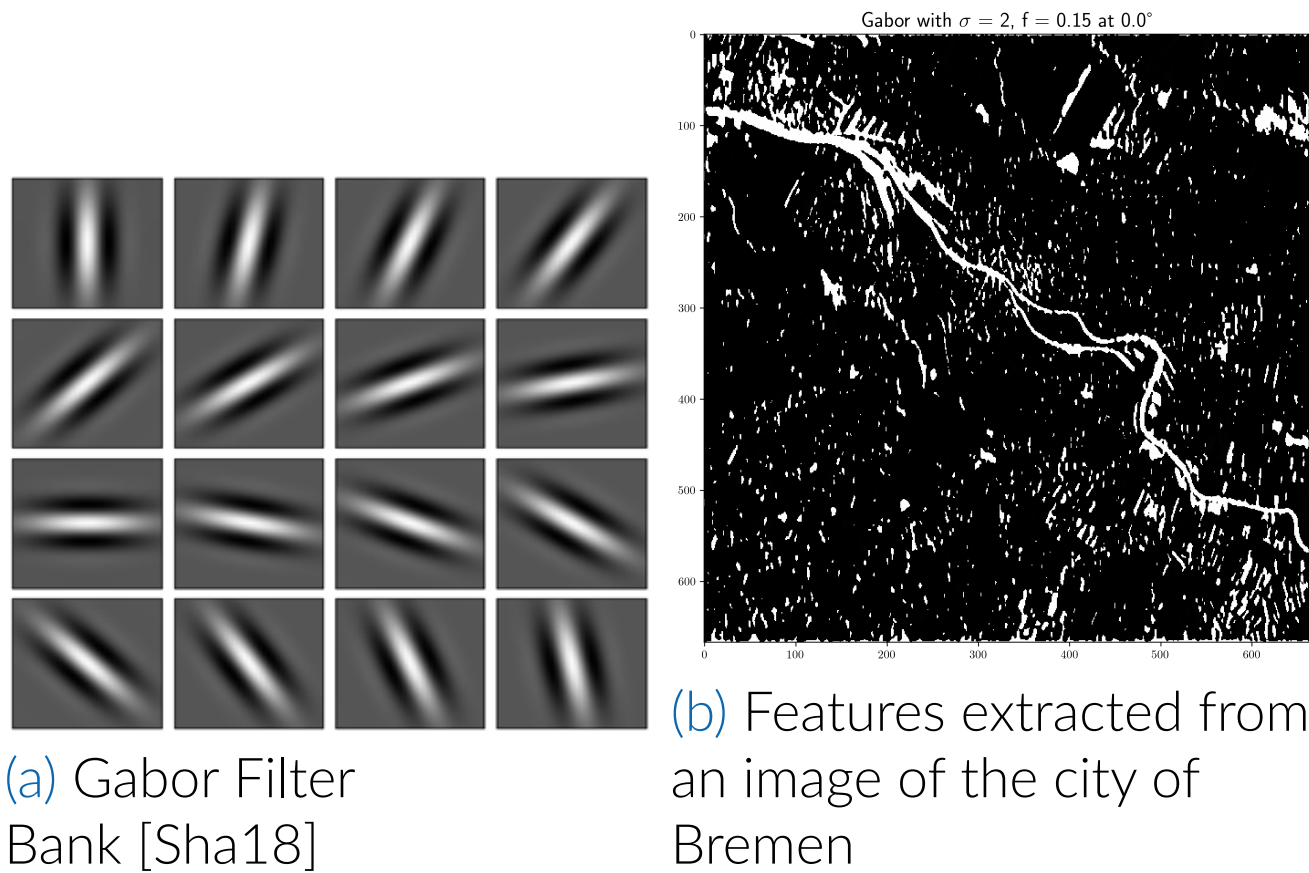 Gabor with σ = 2, f = 0.15 at 0.0°
0
100
200
300
400
500
600
0 100 200 300 400 500 600
(a) Gabor Filter
Bank [Sha18]
(b) Features extracted from
an image of the city of
Bremen